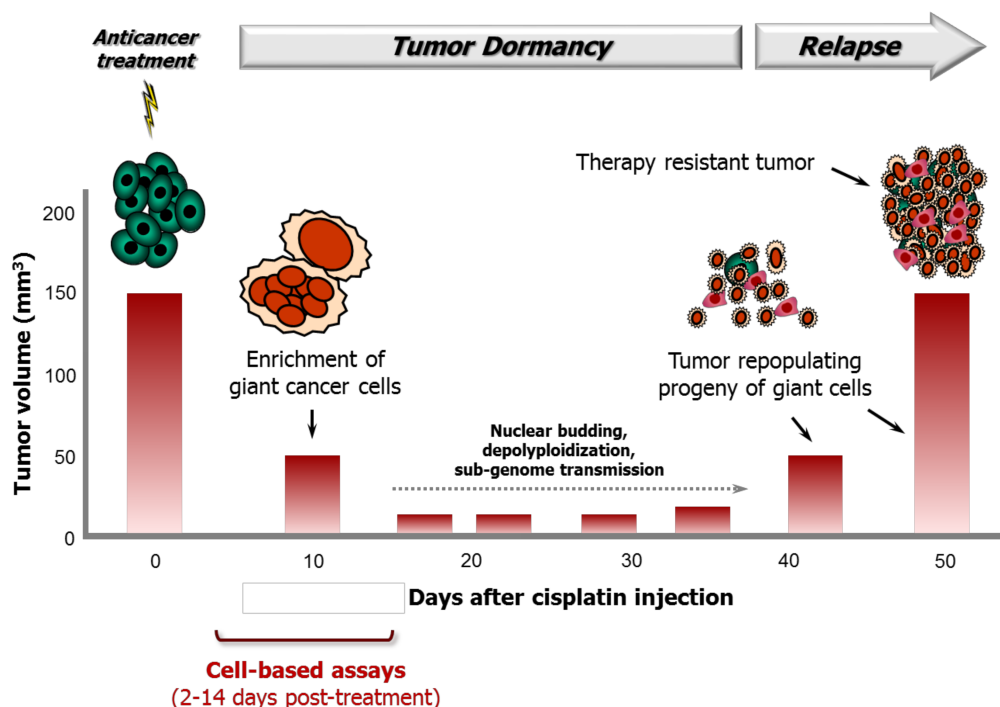 Anticancer
treatment
Tumor Dormancy
Relapse
Therapy resistant tumor
Enrichment of
giant cancer cells
Tumor repopulating
progeny of giant cells
Nuclear budding,
depolyploidization,
sub-genome transmission
Tumor volume (mm³)
200
150
100
50
0
0
10
20
30
40
50
Days after cisplatin injection
Cell-based assays
(2-14 days post-treatment)